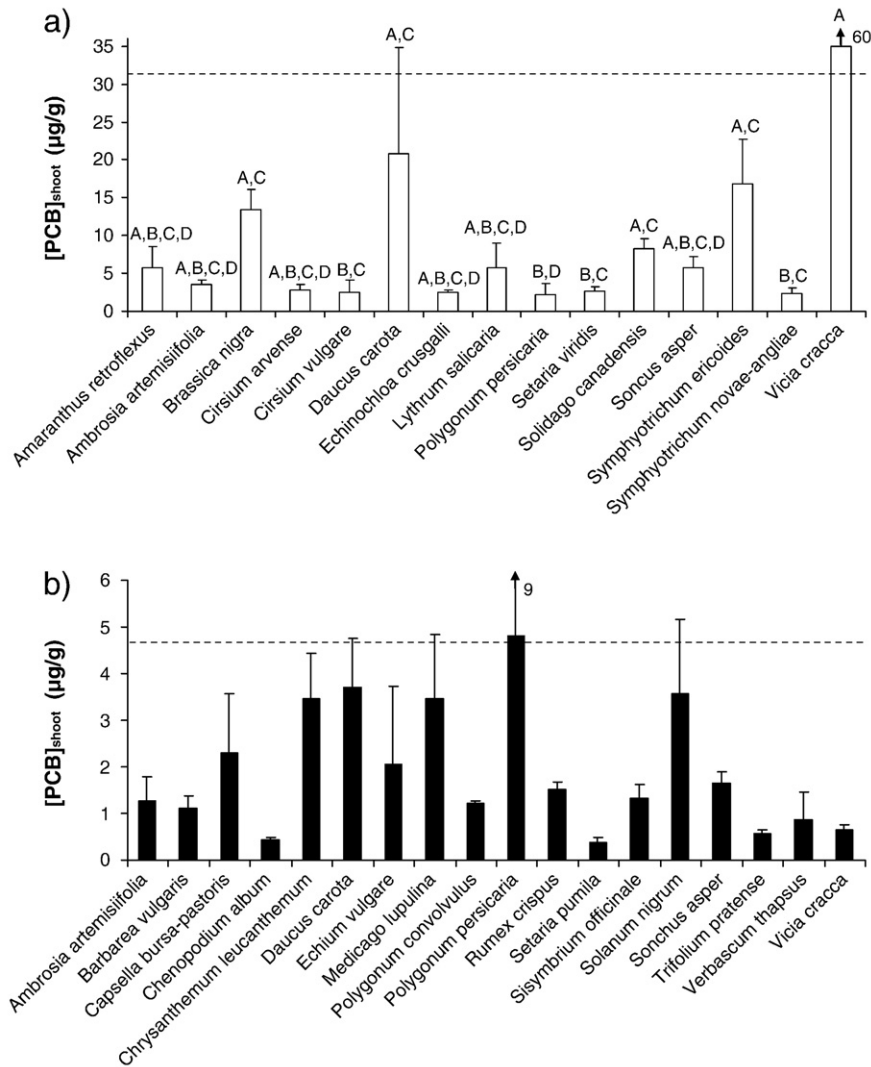 a)
[PCB]shoot (µg/g)
35
30
25
20
15
10
5
0
A,B,C,D
A,B,C,D
A,C
A,B,C,D
B,C
A,C
A,B,C,D
A,B,C,D
B,D
B,C
A,C
A,B,C,D
A,C
B,C
A
60
Amaranthus retroflexus
Ambrosia artemisiifolia
Brassica nigra
Cirsium arvense
Cirsium vulgare
Daucus carota
Echinochloa crusgalli
Lythrum salicaria
Polygonum persicaria
Setaria viridis
Solidago canadensis
Soncus asper
Symphyotrichum ericoides
Symphyotrichum novae-angliae
Vicia cracca
b)
[PCB]shoot (µg/g)
6
5
4
3
2
1
0
9
Ambrosia artemisiifolia
Barbarea vulgaris
Capsella bursa-pastoris
Chenopodium album
Chrysanthemum leucanthemum
Daucus carota
Echium vulgare
Medicago lupulina
Polygonum convolvulus
Polygonum persicaria
Rumex crispus
Setaria pumila
Sisymbrium officinale
Solanum nigrum
Sonchus asper
Trifolium pratense
Verbascum thapsus
Vicia cracca